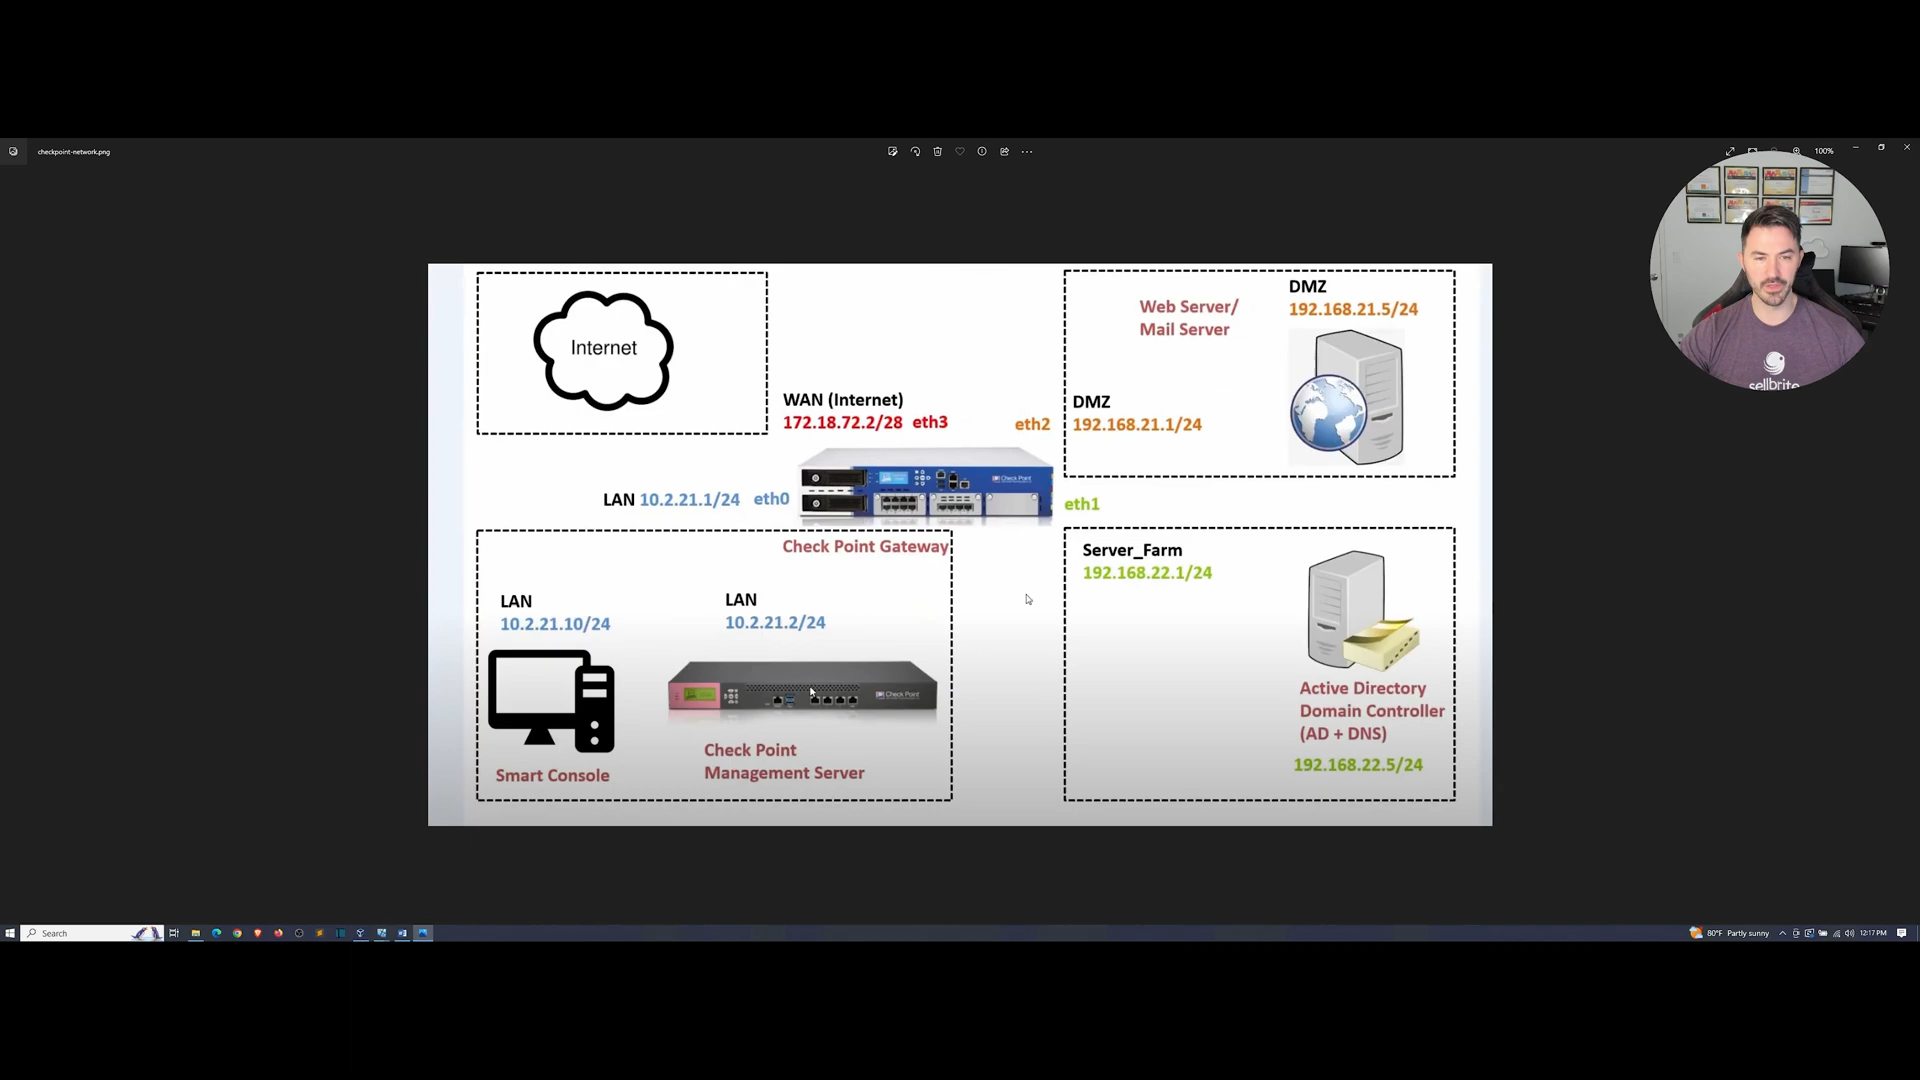 checkpoint-network.png
100%
Internet
WAN (Internet)
172.18.72.2/28 eth3
eth2
DMZ
192.168.21.1/24
Web Server/
Mail Server
DMZ
192.168.21.5/24
LAN 10.2.21.1/24 eth0
Check Point
eth1
Check Point Gateway
LAN
10.2.21.10/24
Smart Console
LAN
10.2.21.2/24
Check Point
Check Point
Management Server
Server_Farm
192.168.22.1/24
Active Directory
Domain Controller
(AD + DNS)
192.168.22.5/24
sellbrite
Search
80°F Partly sunny
12:17 PM